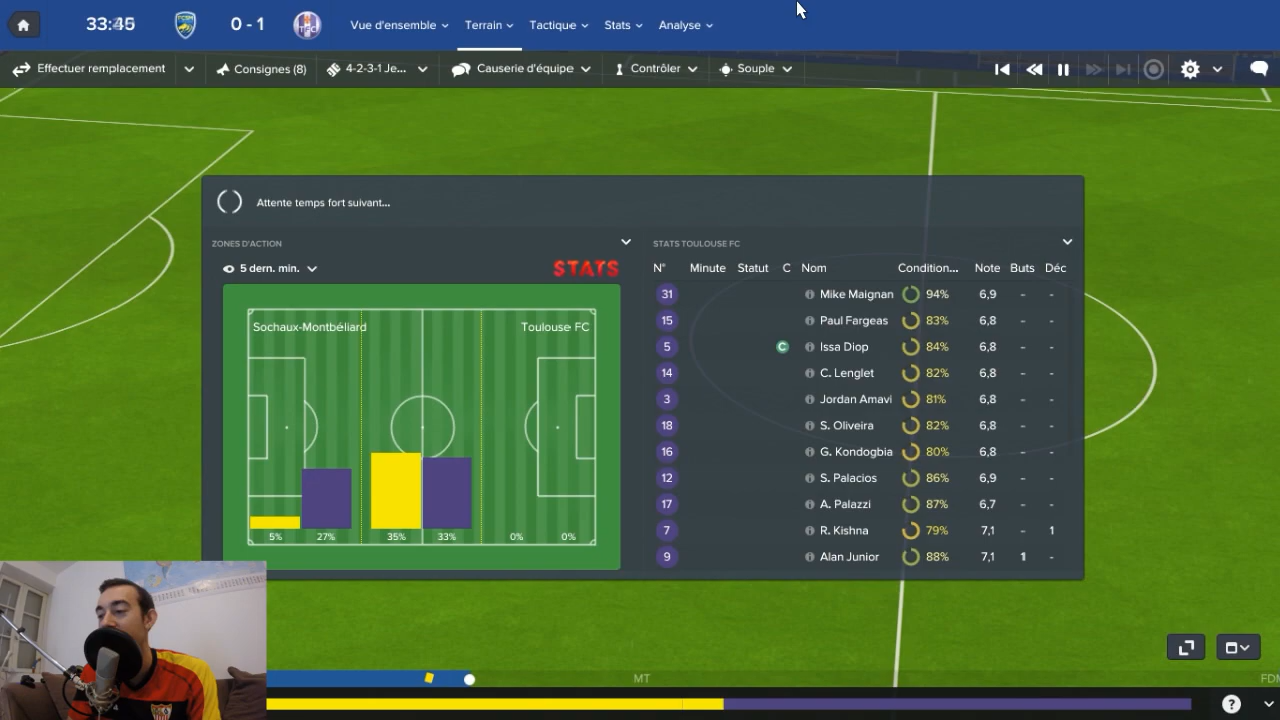 33:45 0 - 1 Vue d'ensemble Terrain Tactique Stats Analyse
Effectuer remplacement Consignes (8) 4-2-3-1 Je... Causerie d'équipe Contrôler Souple
Attente temps fort suivant...
ZONES D'ACTION
5 dern. min. STATS
Sochaux-Montbéliard Toulouse FC
5% 27% 35% 33% 0% 0%
STATS TOULOUSE FC
N° Minute Statut C Nom Condition... Note Buts Déc
31 Mike Maignan 94% 6,9 - -
15 Paul Fargeas 83% 6,8 - -
5 C Issa Diop 84% 6,8 - -
14 C. Lenglet 82% 6,8 - -
3 Jordan Amavi 81% 6,8 - -
18 S. Oliveira 82% 6,8 - -
16 G. Kondogbia 80% 6,8 - -
12 S. Palacios 86% 6,9 - -
17 A. Palazzi 87% 6,7 - -
7 R. Kishna 79% 7,1 - 1
9 Alan Junior 88% 7,1 1 -
MT FDM
?